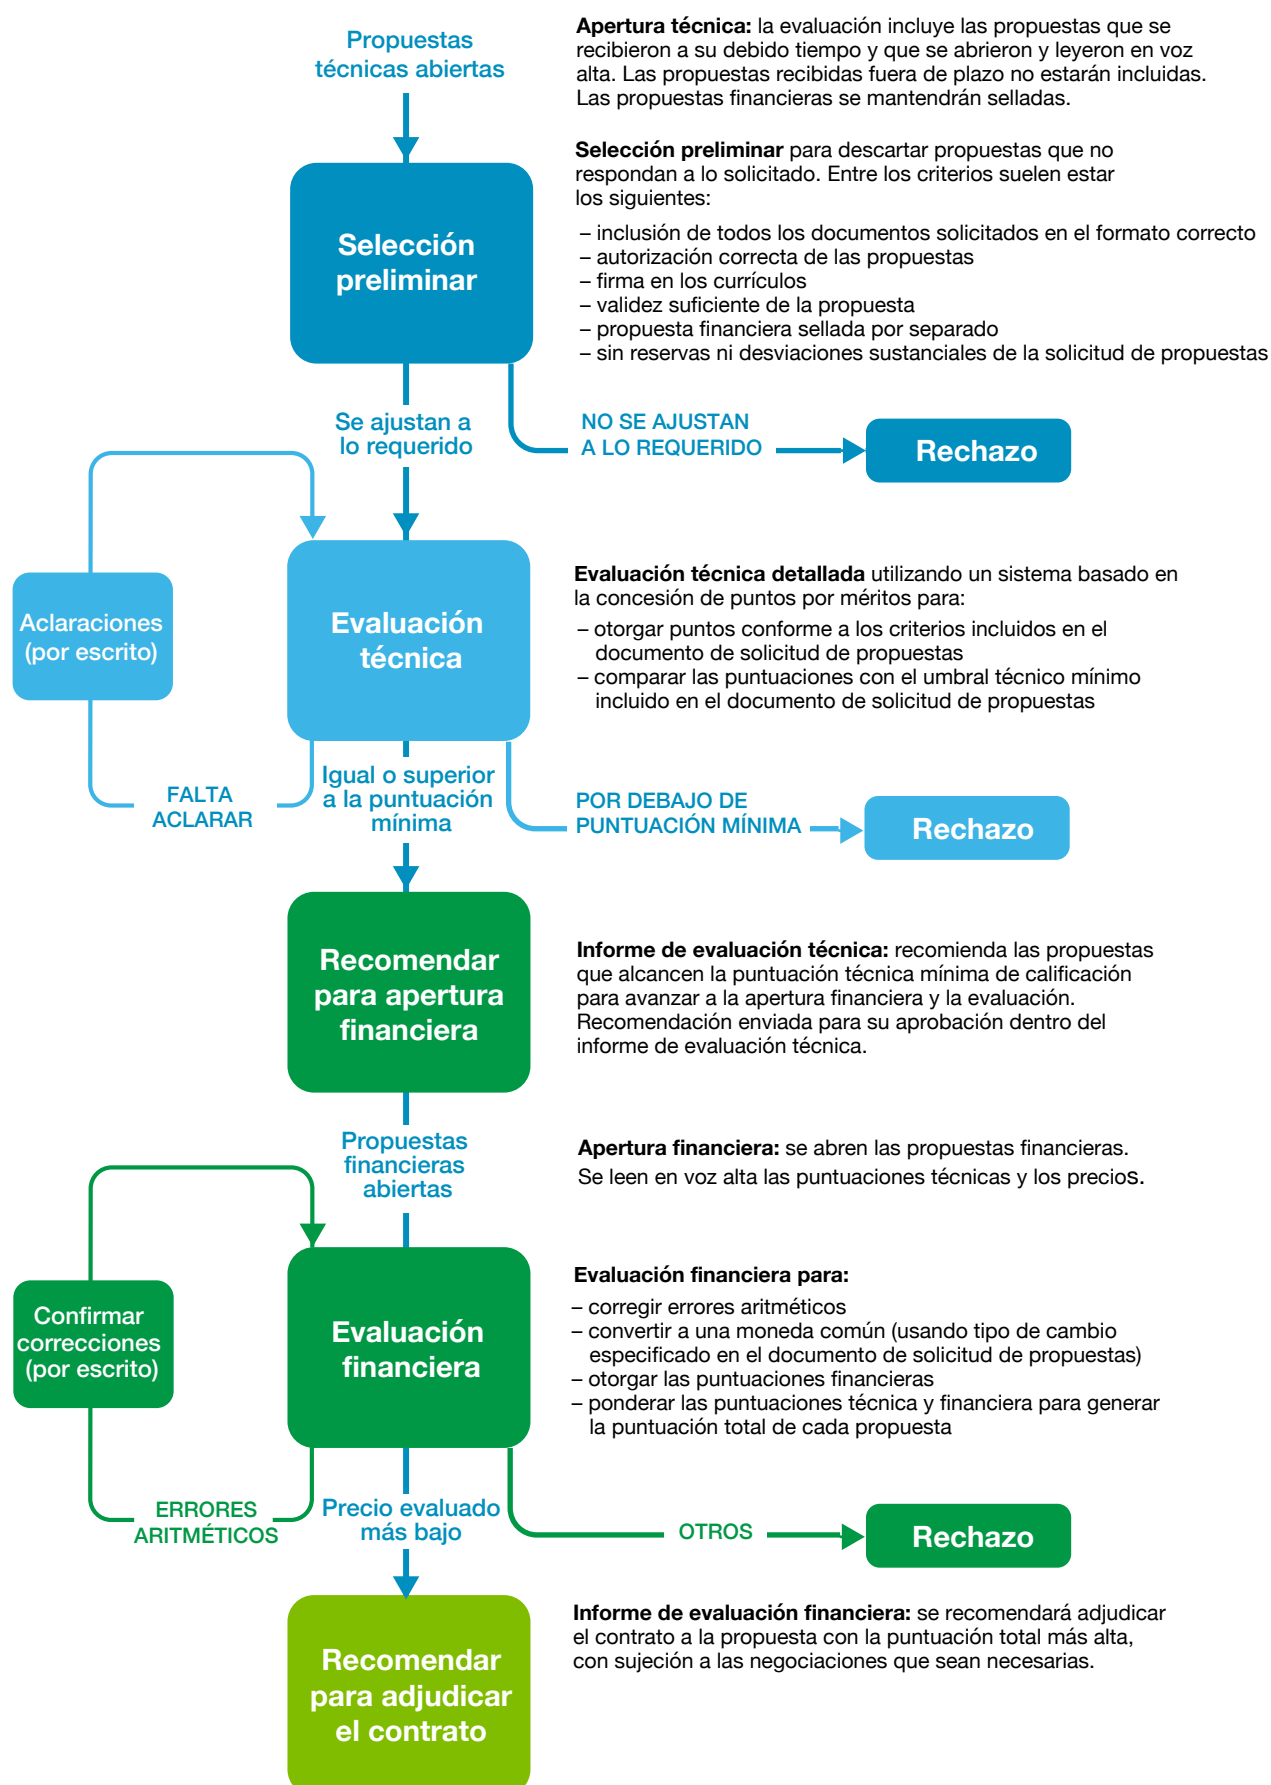 Propuestas
técnicas abiertas
Apertura técnica: la evaluación incluye las propuestas que se
recibieron a su debido tiempo y que se abrieron y leyeron en voz
alta. Las propuestas recibidas fuera de plazo no estarán incluidas.
Las propuestas financieras se mantendrán selladas.
Selección
preliminar
Selección preliminar para descartar propuestas que no
respondan a lo solicitado. Entre los criterios suelen estar
los siguientes:
– inclusión de todos los documentos solicitados en el formato correcto
– autorización correcta de las propuestas
– firma en los currículos
– validez suficiente de la propuesta
– propuesta financiera sellada por separado
– sin reservas ni desviaciones sustanciales de la solicitud de propuestas
Se ajustan a
lo requerido
NO SE AJUSTAN
A LO REQUERIDO
Rechazo
Aclaraciones
(por escrito)
Evaluación
técnica
Evaluación técnica detallada utilizando un sistema basado en
la concesión de puntos por méritos para:
– otorgar puntos conforme a los criterios incluidos en el
documento de solicitud de propuestas
– comparar las puntuaciones con el umbral técnico mínimo
incluido en el documento de solicitud de propuestas
FALTA
ACLARAR
Igual o superior
a la puntuación
mínima
POR DEBAJO DE
PUNTUACIÓN MÍNIMA
Rechazo
Recomendar
para apertura
financiera
Informe de evaluación técnica: recomienda las propuestas
que alcancen la puntuación técnica mínima de calificación
para avanzar a la apertura financiera y la evaluación.
Recomendación enviada para su aprobación dentro del
informe de evaluación técnica.
Propuestas
financieras
abiertas
Apertura financiera: se abren las propuestas financieras.
Se leen en voz alta las puntuaciones técnicas y los precios.
Confirmar
correcciones
(por escrito)
Evaluación
financiera
Evaluación financiera para:
– corregir errores aritméticos
– convertir a una moneda común (usando tipo de cambio
especificado en el documento de solicitud de propuestas)
– otorgar las puntuaciones financieras
– ponderar las puntuaciones técnica y financiera para generar
la puntuación total de cada propuesta
ERRORES
ARITMÉTICOS
Precio evaluado
más bajo
OTROS
Rechazo
Recomendar
para adjudicar
el contrato
Informe de evaluación financiera: se recomendará adjudicar
el contrato a la propuesta con la puntuación total más alta,
con sujeción a las negociaciones que sean necesarias.